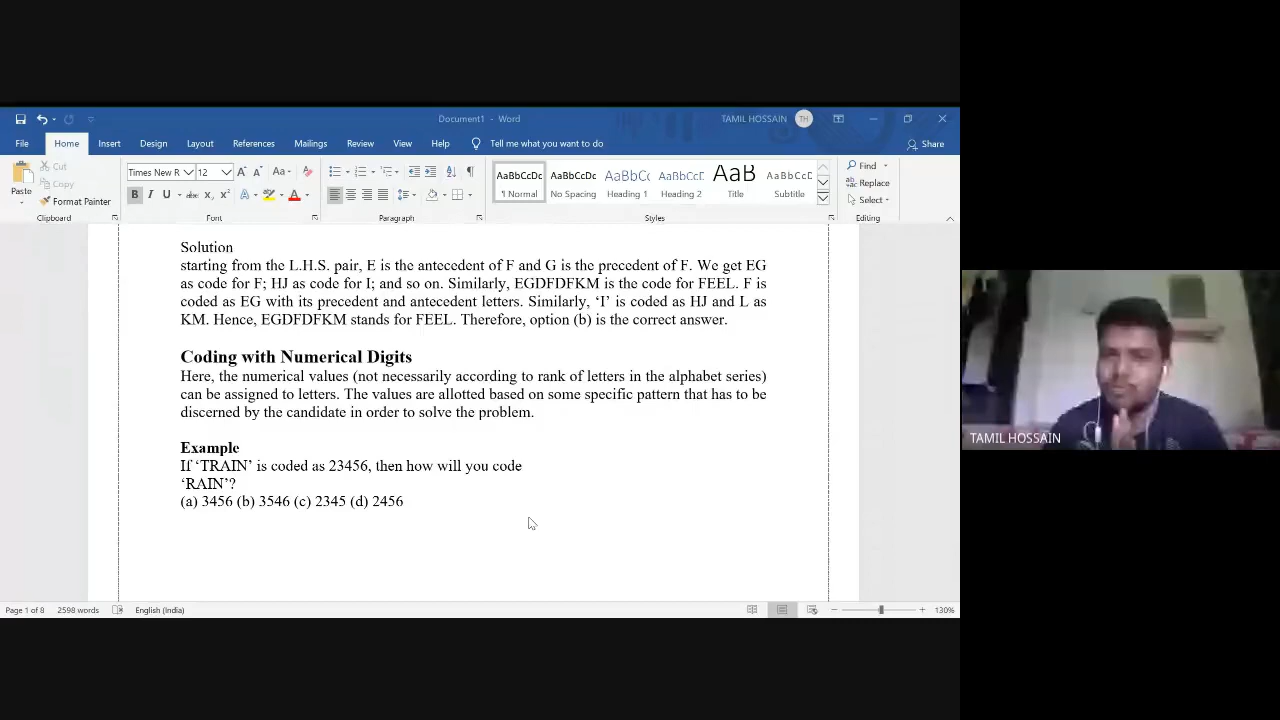 Document1 - Word
TAMIL HOSSAIN
TH
File
Home
Insert
Design
Layout
References
Mailings
Review
View
Help
Tell me what you want to do
Share
Paste
Cut
Copy
Format Painter
Clipboard
Times New R
12
Aa
B I U abc x₂ x²
Font
Paragraph
AaBbCcDc
¶ Normal
AaBbCcDc
No Spacing
AaBbCc
Heading 1
AaBbCcE
Heading 2
AaB
Title
AaBbCcD
Subtitle
Styles
Find
Replace
Select
Editing
Solution
starting from the L.H.S. pair, E is the antecedent of F and G is the precedent of F. We get EG
as code for F; HJ as code for I; and so on. Similarly, EGDFDFKM is the code for FEEL. F is
coded as EG with its precedent and antecedent letters. Similarly, ‘I’ is coded as HJ and L as
KM. Hence, EGDFDFKM stands for FEEL. Therefore, option (b) is the correct answer.
Coding with Numerical Digits
Here, the numerical values (not necessarily according to rank of letters in the alphabet series)
can be assigned to letters. The values are allotted based on some specific pattern that has to be
discerned by the candidate in order to solve the problem.
Example
If ‘TRAIN’ is coded as 23456, then how will you code
‘RAIN’?
(a) 3456 (b) 3546 (c) 2345 (d) 2456
Page 1 of 8
2598 words
English (India)
130%
TAMIL HOSSAIN